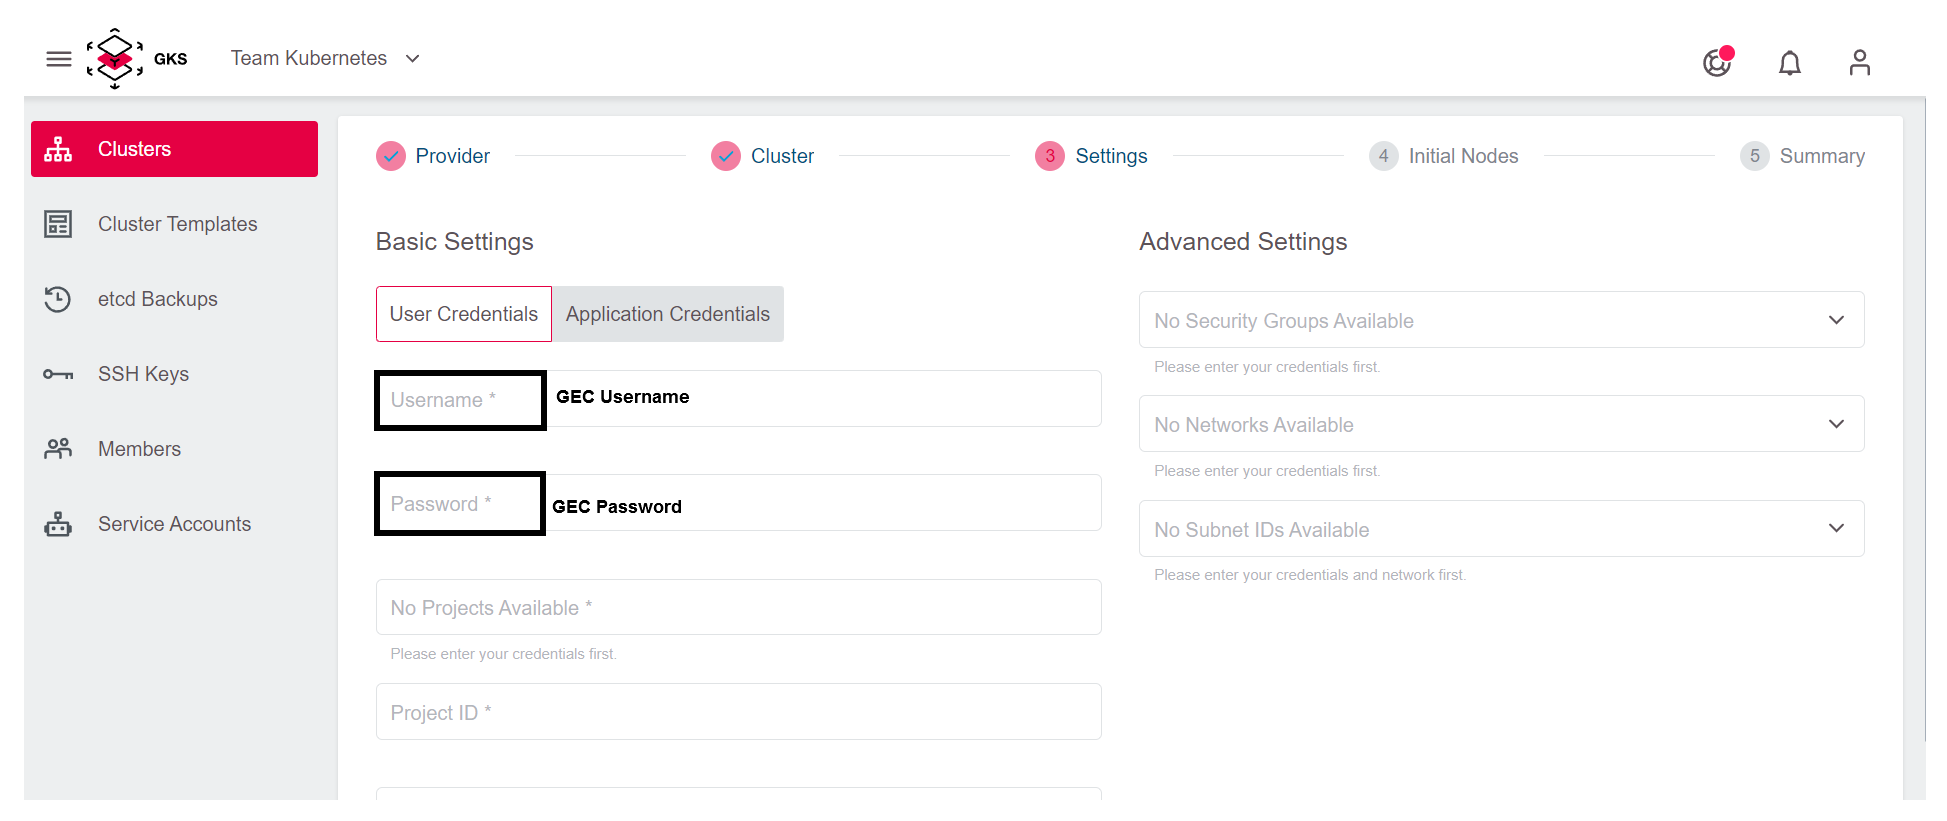 GKS
Team Kubernetes
Clusters
Cluster Templates
etcd Backups
SSH Keys
Members
Service Accounts
Provider
Cluster
3 Settings
4 Initial Nodes
5 Summary
Basic Settings
User Credentials Application Credentials
Username * GEC Username
Password * GEC Password
No Projects Available *
Please enter your credentials first.
Project ID *
Advanced Settings
No Security Groups Available
Please enter your credentials first.
No Networks Available
Please enter your credentials first.
No Subnet IDs Available
Please enter your credentials and network first.